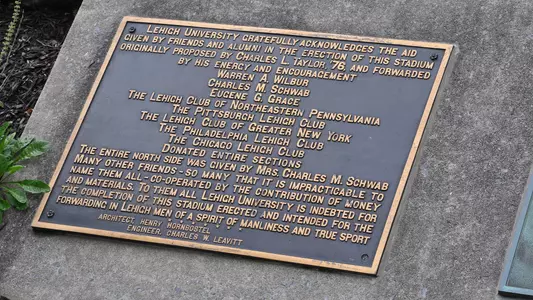 LEHIGH UNIVERSITY GRATEFULLY ACKNOWLEDGES THE AID
GIVEN BY FRIENDS AND ALUMNI IN THE ERECTION OF THIS STADIUM
ORIGINALLY PROPOSED BY CHARLES L. TAYLOR '76, AND FORWARDED
BY HIS ENERGY AND ENCOURAGEMENT
WARREN A. WILBUR
CHARLES M. SCHWAB
EUGENE G. GRACE
THE LEHIGH CLUB OF NORTHEASTERN PENNSYLVANIA
THE PITTSBURGH LEHIGH CLUB
THE LEHIGH CLUB OF GREATER NEW YORK
THE PHILADELPHIA LEHIGH CLUB
THE CHICAGO LEHIGH CLUB
DONATED ENTIRE SECTIONS
THE ENTIRE NORTH SIDE WAS GIVEN BY MRS. CHARLES M. SCHWAB
MANY OTHER FRIENDS - SO MANY THAT IT IS IMPRACTICABLE TO
NAME THEM ALL - CO-OPERATED BY THE CONTRIBUTION OF MONEY
AND MATERIALS. TO THEM ALL LEHIGH UNIVERSITY IS INDEBTED FOR
THE COMPLETION OF THIS STADIUM ERECTED AND INTENDED FOR THE
FORWARDING IN LEHIGH MEN OF A SPIRIT OF MANLINESS AND TRUE SPORT
ARCHITECT, HENRY HORNBOSTEL
ENGINEER, CHARLES W. LEAVITT